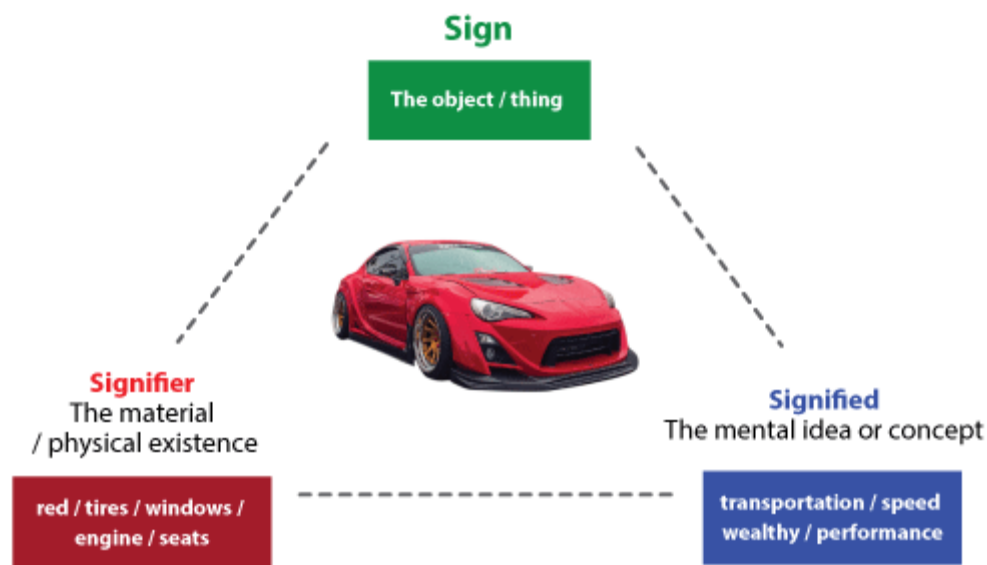 Sign
The object / thing
Signifier
The material
/ physical existence
red / tires / windows /
engine / seats
Signified
The mental idea or concept
transportation / speed
wealthy / performance